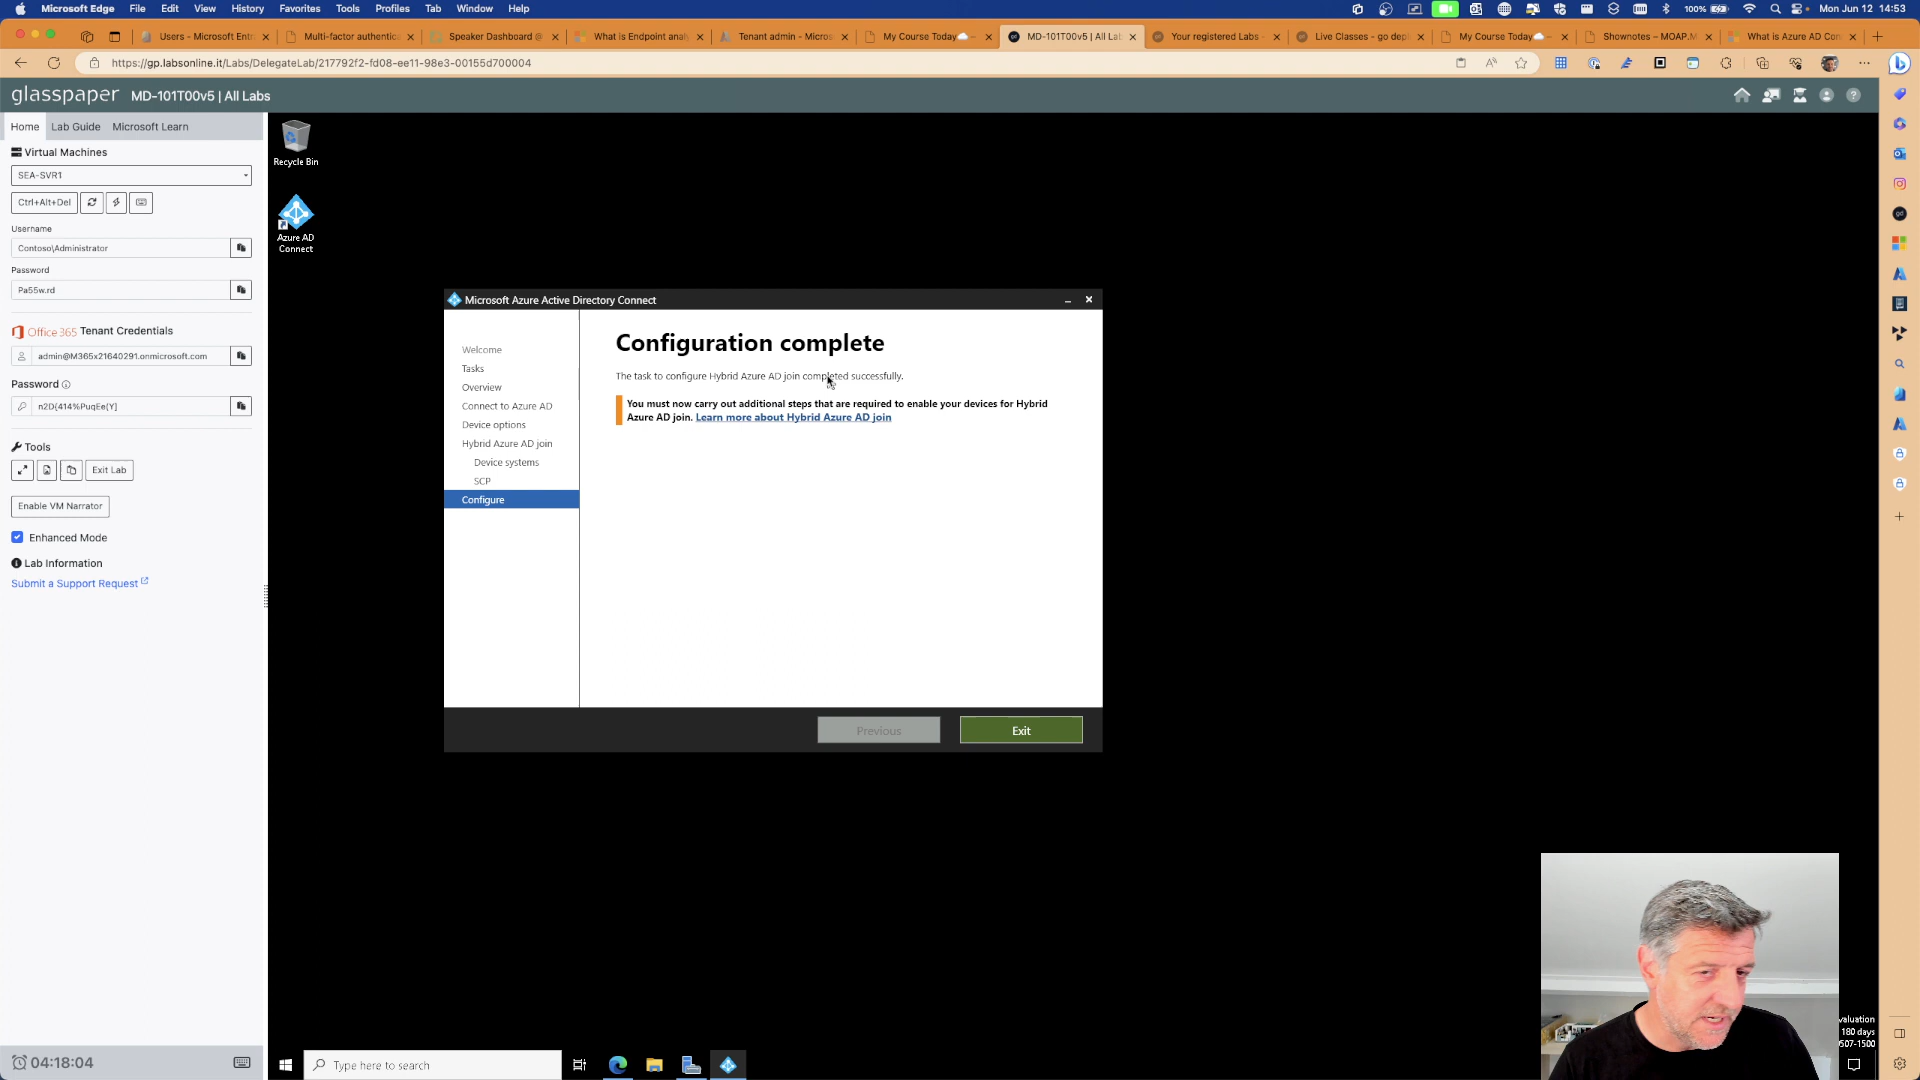 Microsoft Edge File Edit View History Favorites Tools Profiles Tab Window Help 100% Mon Jun 12 14:53
Users - Microsoft Ent
Multi-factor authentica
Speaker Dashboard @
What is Endpoint analy
Tenant admin - Micros
My Course Today
MD-101T00v5 | All Lab
Your registered Labs -
Live Classes - go dep
My Course Today
Shownotes – MOAP.M
What is Azure AD Con
https://gp.labsonline.it/Labs/DelegateLab/217792f2-fd08-ee11-98e3-00155d700004
glasspaper MD-101T00v5 | All Labs
Home Lab Guide Microsoft Learn
Virtual Machines
SEA-SVR1
Ctrl+Alt+Del
Username
Contoso\Administrator
Password
Pa55w.rd
Office 365 Tenant Credentials
admin@M365x21640291.onmicrosoft.com
Password
n2D{414%PuqEe(Y]
Tools
Exit Lab
Enable VM Narrator
Enhanced Mode
Lab Information
Submit a Support Request
04:18:04
Recycle Bin
Azure AD
Connect
Microsoft Azure Active Directory Connect
Welcome
Tasks
Overview
Connect to Azure AD
Device options
Hybrid Azure AD join
Device systems
SCP
Configure
Configuration complete
The task to configure Hybrid Azure AD join completed successfully.
You must now carry out additional steps that are required to enable your devices for Hybrid
Azure AD join. Learn more about Hybrid Azure AD join
Previous
Exit
Type here to search
valuation
180 days
507-1500